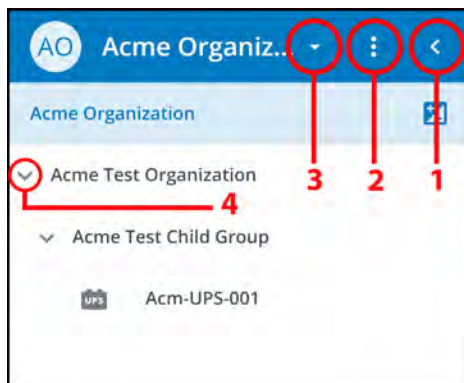 AO Acme Organiz...
Acme Organization
Acme Test Organization
3 2 1
4
Acme Test Child Group
UPS Acm-UPS-001